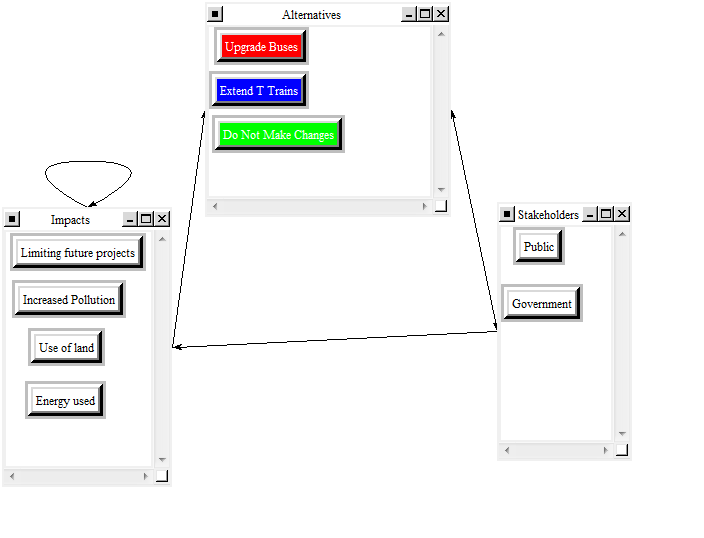 Alternatives
Upgrade Buses
Extend T Trains
Do Not Make Changes
Impacts
Limiting future projects
Increased Pollution
Use of land
Energy used
Stakeholders
Public
Government